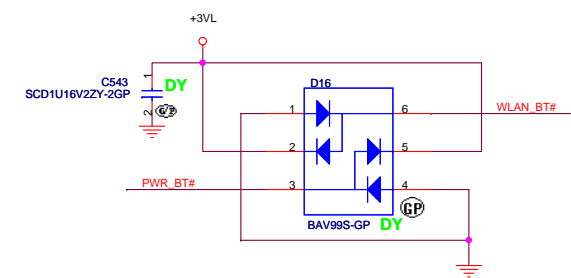 +3VL
C543
SCD1U16V2ZY-2GP
1
2
DY
G/P
D16
1
2
3
6
5
4
WLAN_BT#
PWR_BT#
GP
BAV99S-GP
DY